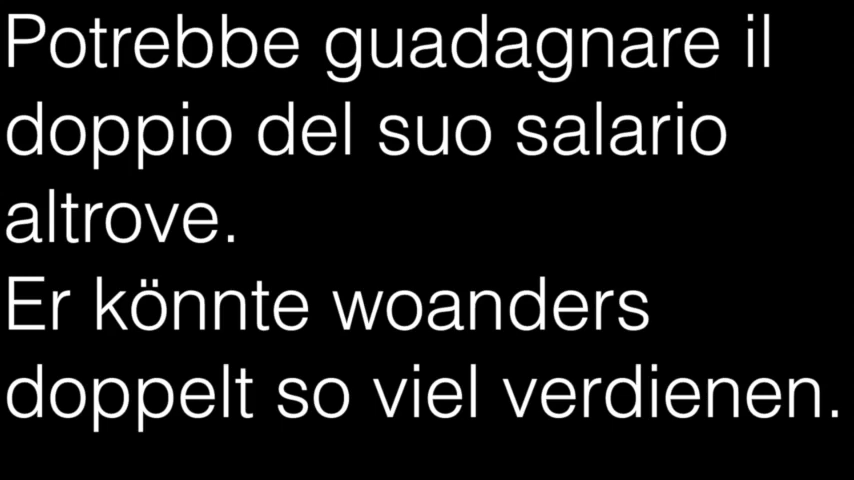 Potrebbe guadagnare il
doppio del suo salario
altrove.
Er könnte woanders
doppelt so viel verdienen.